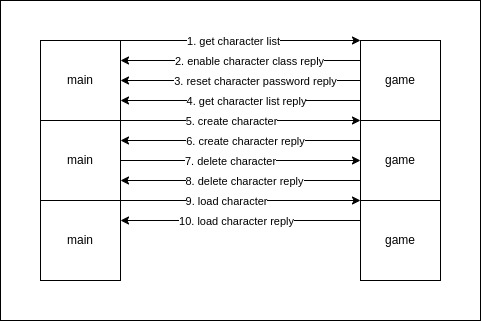 1. get character list
2. enable character class reply
main
3. reset character password reply
game
4. get character list reply
5. create character
6. create character reply
main
7. delete character
game
8. delete character reply
9. load character
10. load character reply
main
game